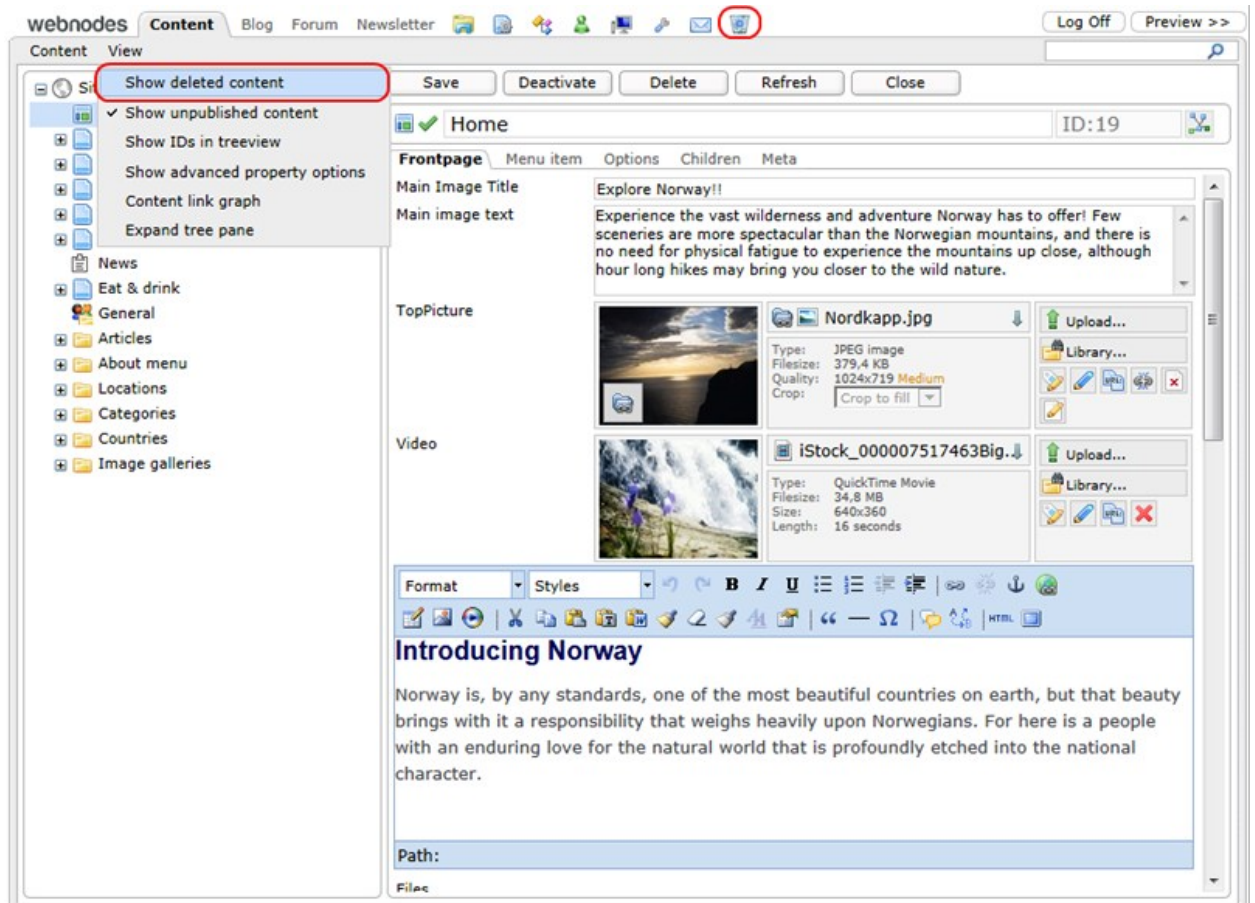 webnodes Content Blog Forum Newsletter Log Off Preview >>
Content View
Show deleted content
Show unpublished content
Show IDs in treeview
Show advanced property options
Content link graph
Expand tree pane
News
Eat & drink
General
Articles
About menu
Locations
Categories
Countries
Image galleries
Save Deactivate Delete Refresh Close
Home ID:19
Frontpage Menu item Options Children Meta
Main Image Title Explore Norway!!
Main image text Experience the vast wilderness and adventure Norway has to offer! Few
sceneries are more spectacular than the Norwegian mountains, and there is
no need for physical fatigue to experience the mountains up close, although
hour long hikes may bring you closer to the wild nature.
TopPicture Nordkapp.jpg Upload...
Type: JPEG image Library...
Filesize: 379,4 KB
Quality: 1024x719 Medium
Crop: Crop to fill
Video iStock_000007517463Big.. Upload...
Type: QuickTime Movie Library...
Filesize: 34,8 MB
Size: 640x360
Length: 16 seconds
Format Styles B I U
HTML
Introducing Norway
Norway is, by any standards, one of the most beautiful countries on earth, but that beauty
brings with it a responsibility that weighs heavily upon Norwegians. For here is a people
with an enduring love for the natural world that is profoundly etched into the national
character.
Path:
Files